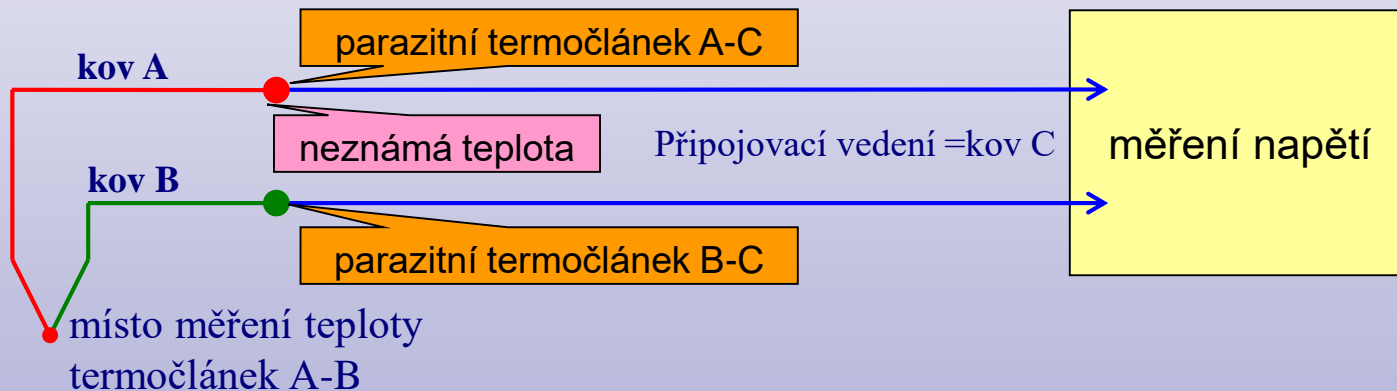 parazitní termočlánek A-C
kov A
neznámá teplota
Připojovací vedení =kov C
měření napětí
kov B
parazitní termočlánek B-C
místo měření teploty
termočlánek A-B